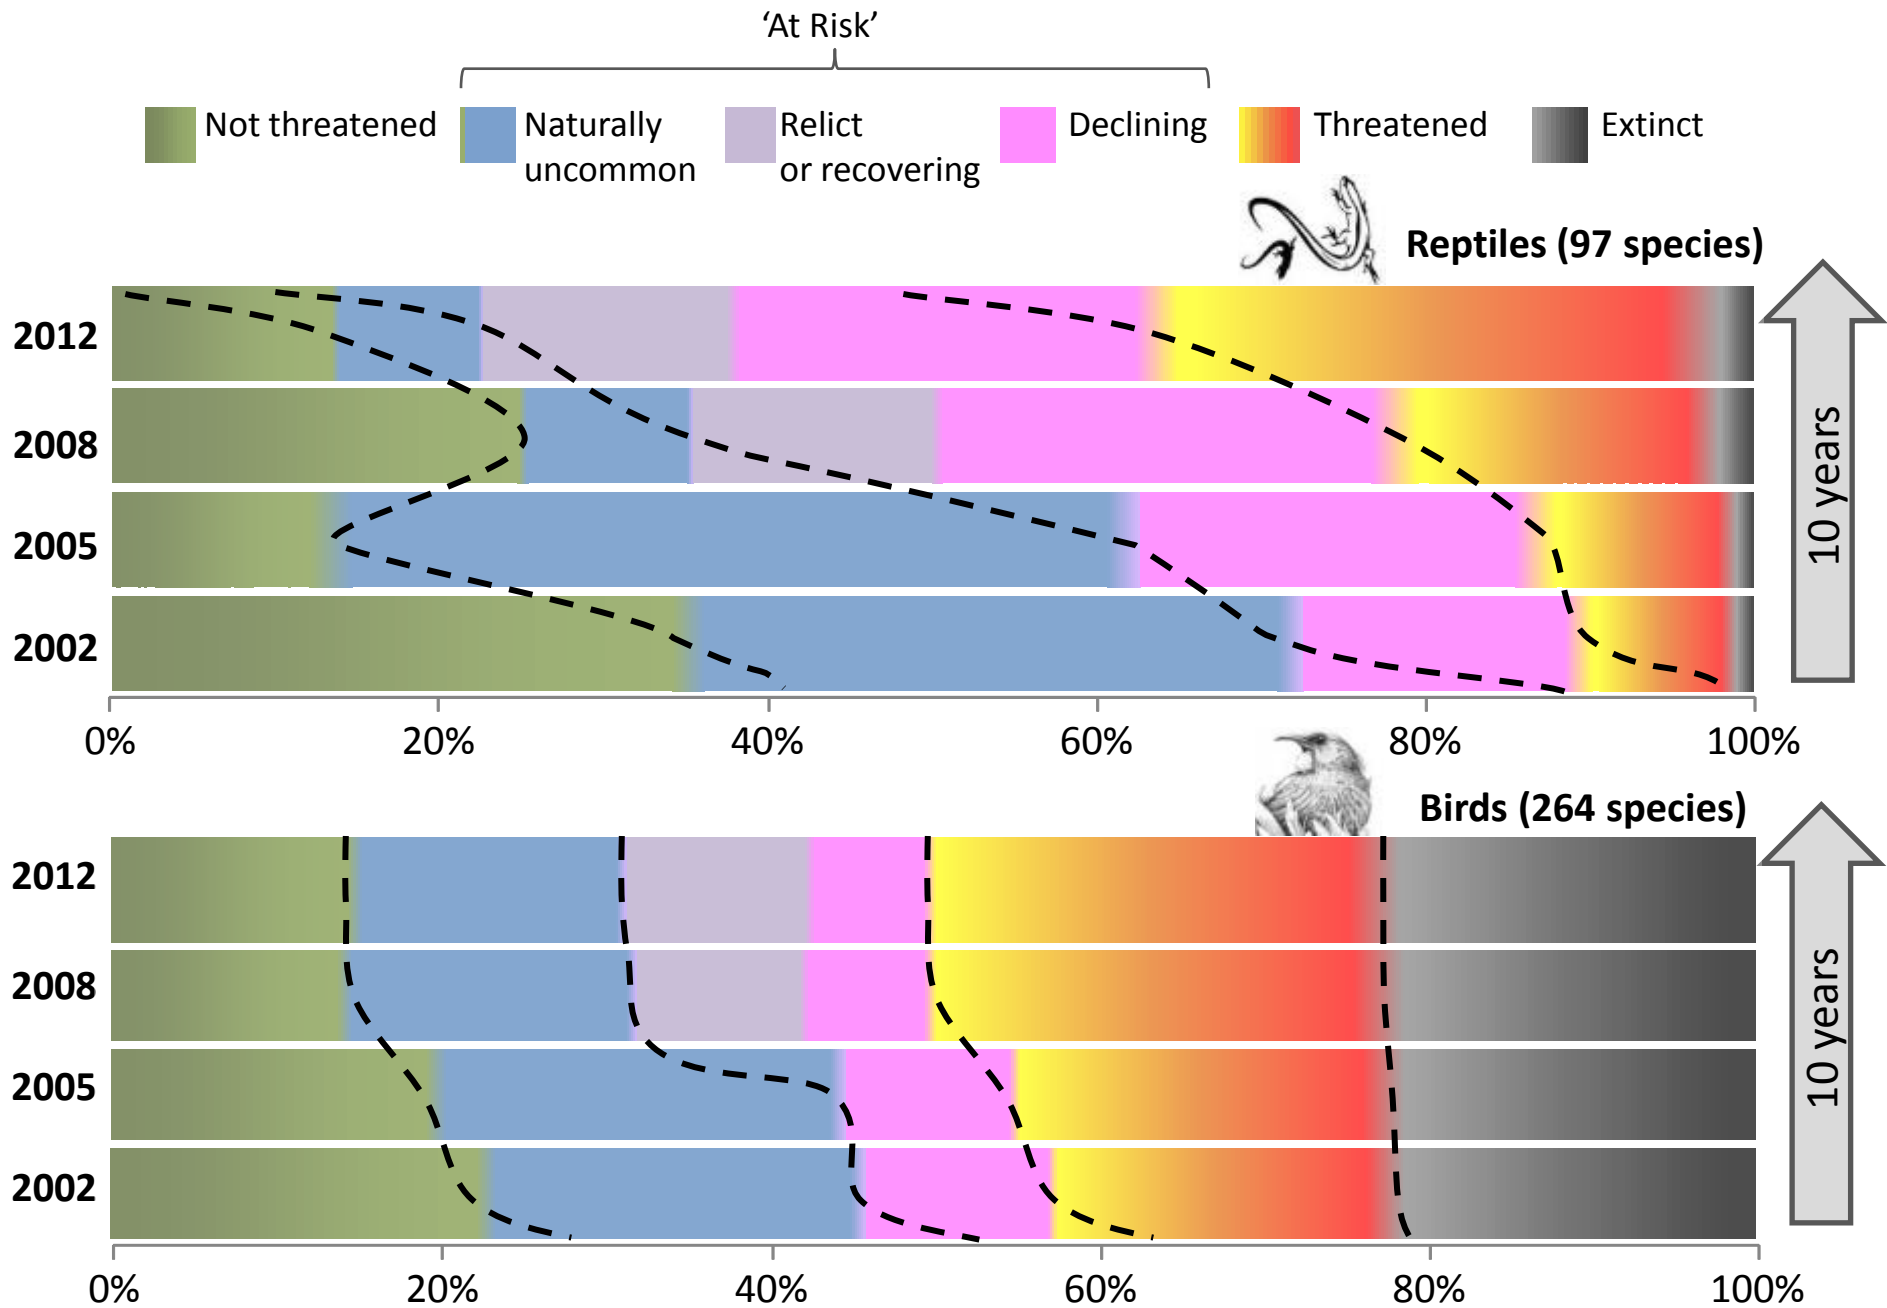 ‘At Risk’
Not threatened
Naturally
uncommon
Relict
or recovering
Declining
Threatened
Extinct
Reptiles (97 species)
2012
2008
2005
2002
10 years
0% 20% 40% 60% 80% 100%
Birds (264 species)
2012
2008
2005
2002
10 years
0% 20% 40% 60% 80% 100%